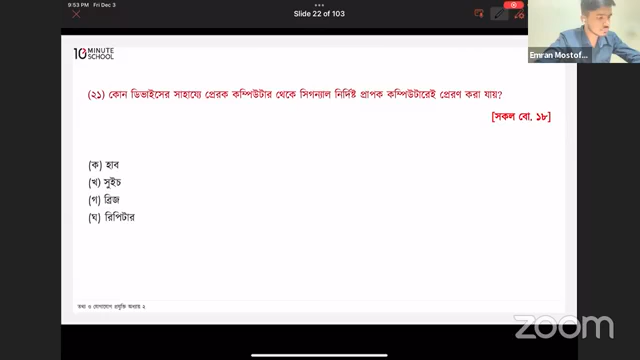 9:53 PM Fri Dec 3
Slide 22 of 103
Emran Mostof...
10 MINUTE
SCHOOL
(২১) কোন ডিভাইসের সাহায্যে প্রেরক কম্পিউটার থেকে সিগন্যাল নির্দিষ্ট প্রাপক কম্পিউটারেই প্রেরণ করা যায়?
[সকল বো. ১৮]
(ক) হাব
(খ) সুইচ
(গ) ব্রিজ
(ঘ) রিপিটার
তথ্য ও যোগাযোগ প্রযুক্তি অধ্যায় ২
zoom